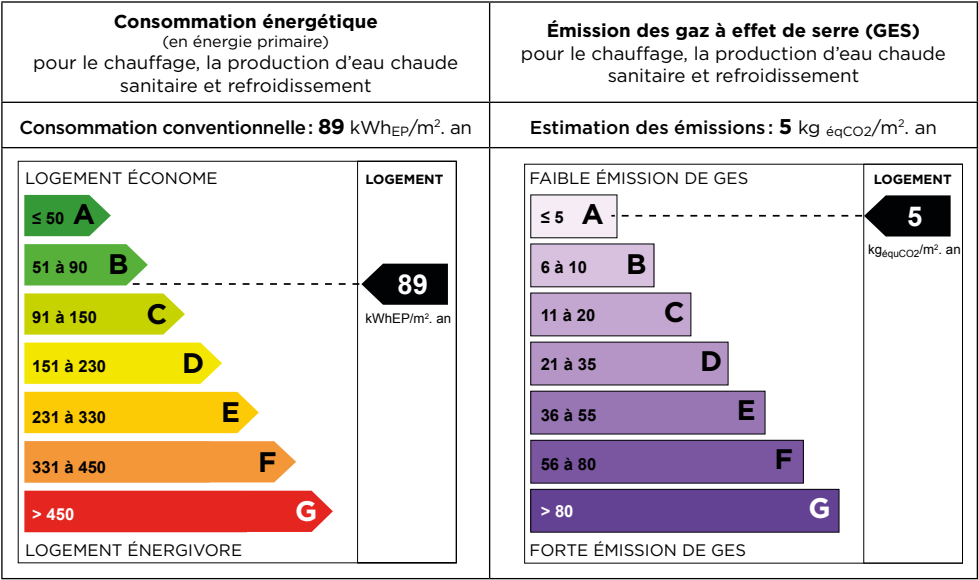 Consommation énergétique
(en énergie primaire)
pour le chauffage, la production d'eau chaude
sanitaire et refroidissement
Consommation conventionnelle : 89 kWhEP/m². an
LOGEMENT ÉCONOME
LOGEMENT
≤ 50 A
51 à 90 B
89
kWhEP/m². an
91 à 150 C
151 à 230 D
231 à 330 E
331 à 450 F
> 450 G
LOGEMENT ÉNERGIVORE
Émission des gaz à effet de serre (GES)
pour le chauffage, la production d'eau chaude
sanitaire et refroidissement
Estimation des émissions : 5 kg éqCO2/m². an
FAIBLE ÉMISSION DE GES
LOGEMENT
≤ 5 A
5
kgéquCO2/m². an
6 à 10 B
11 à 20 C
21 à 35 D
36 à 55 E
56 à 80 F
> 80 G
FORTE ÉMISSION DE GES